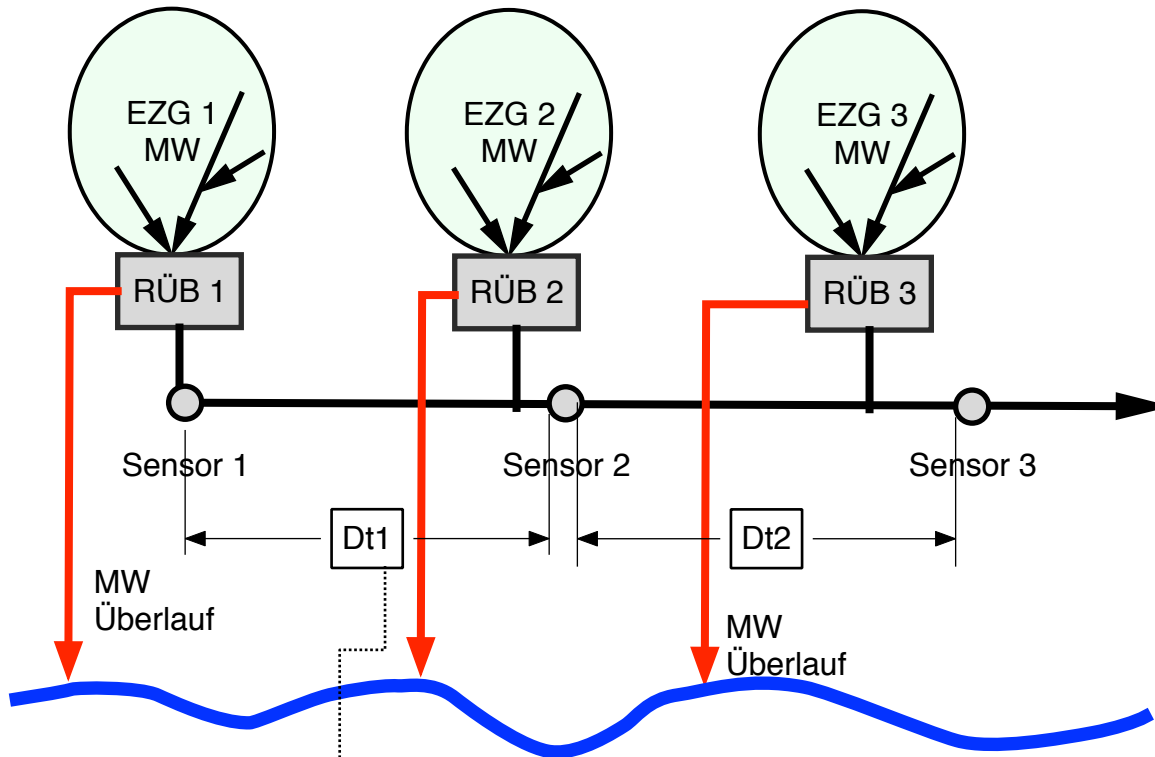 EZG 1
MW
EZG 2
MW
EZG 3
MW
RÜB 1
RÜB 2
RÜB 3
Sensor 1
Sensor 2
Sensor 3
Dt1
Dt2
MW
Überlauf
MW
Überlauf